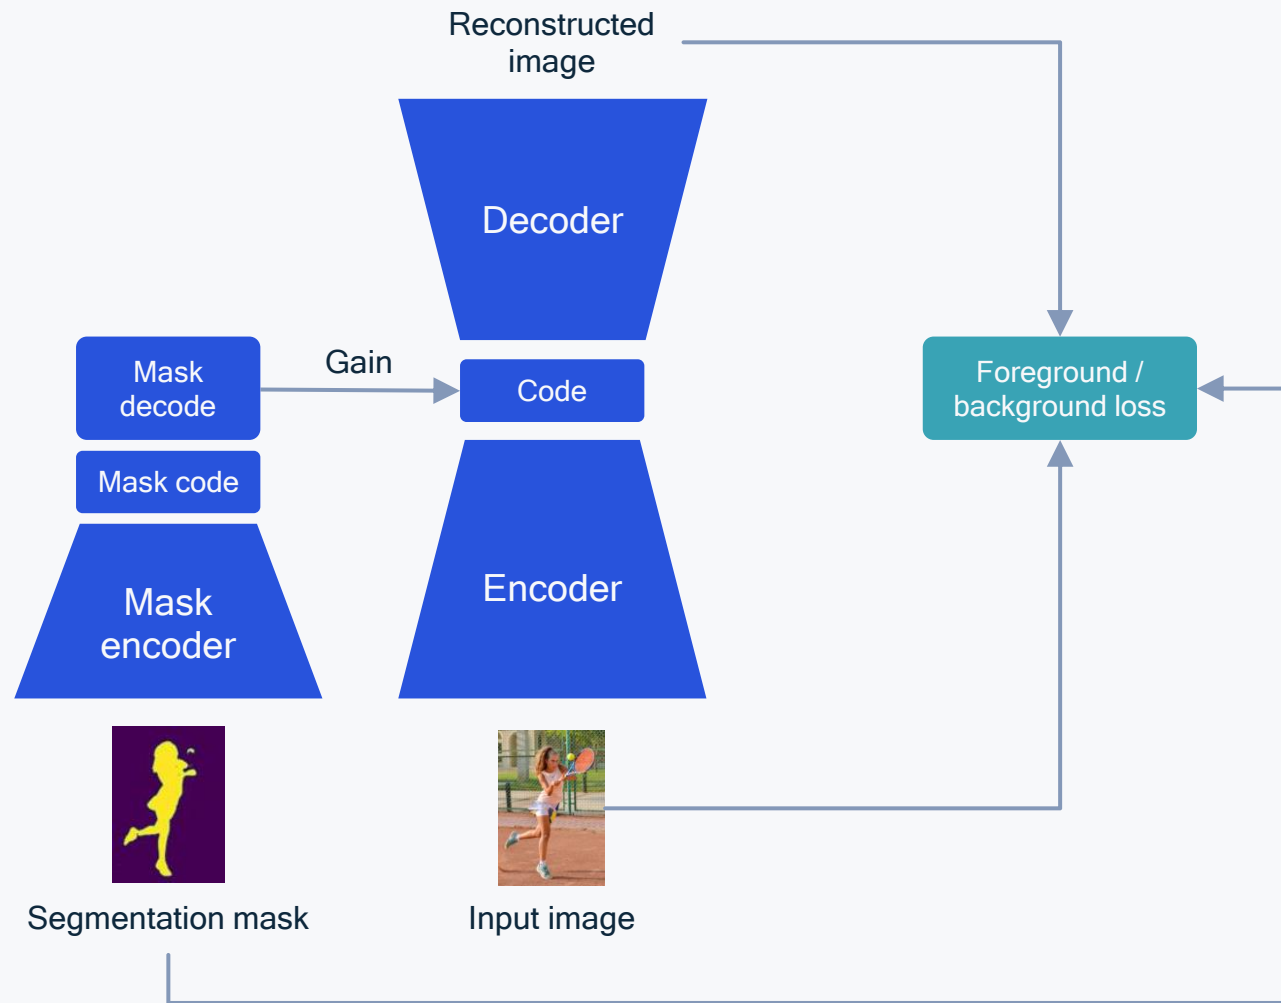 Reconstructed
image
Decoder
Mask
decode
Gain
Code
Foreground /
background loss
Mask code
Mask
encoder
Encoder
Segmentation mask
Input image